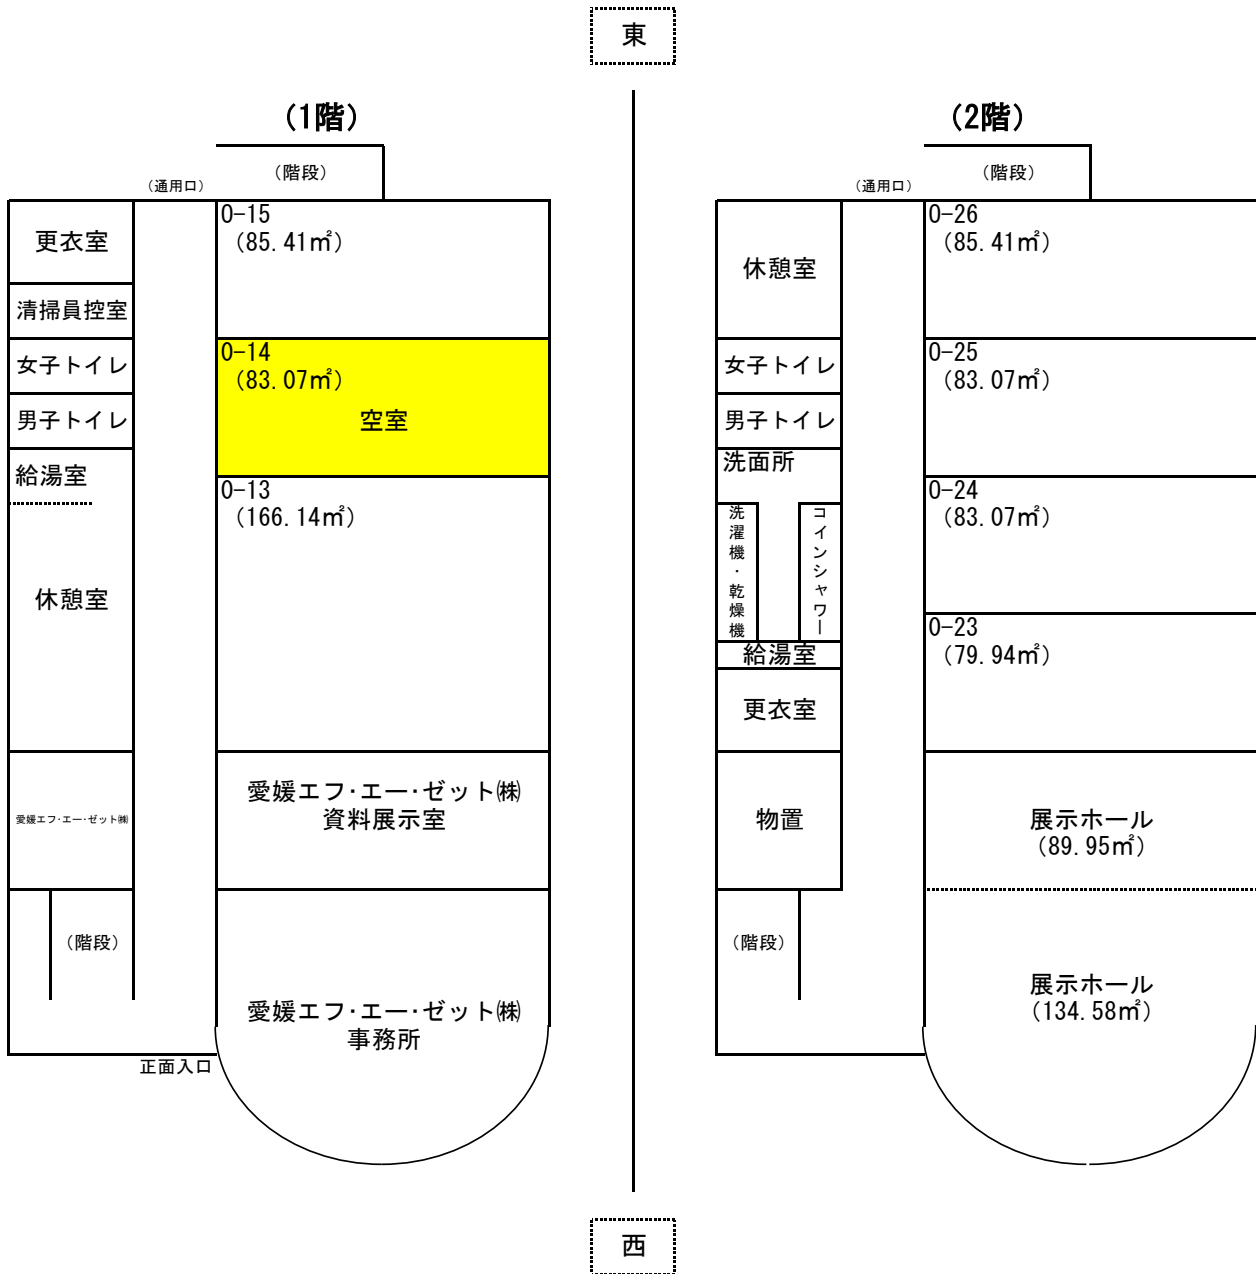 東
(1階)
(階段)
(通用口)
更衣室
清掃員控室
女子トイレ
男子トイレ
給湯室
休憩室
愛媛エフ・エー・ゼット㈱
(階段)
正面入口
O-15
(85.41㎡)
O-14
(83.07㎡)
空室
O-13
(166.14㎡)
愛媛エフ・エー・ゼット㈱
資料展示室
愛媛エフ・エー・ゼット㈱
事務所
(2階)
(階段)
(通用口)
休憩室
女子トイレ
男子トイレ
洗面所
洗濯機・乾燥機
コインシャワー
給湯室
更衣室
物置
(階段)
O-26
(85.41㎡)
O-25
(83.07㎡)
O-24
(83.07㎡)
O-23
(79.94㎡)
展示ホール
(89.95㎡)
展示ホール
(134.58㎡)
西